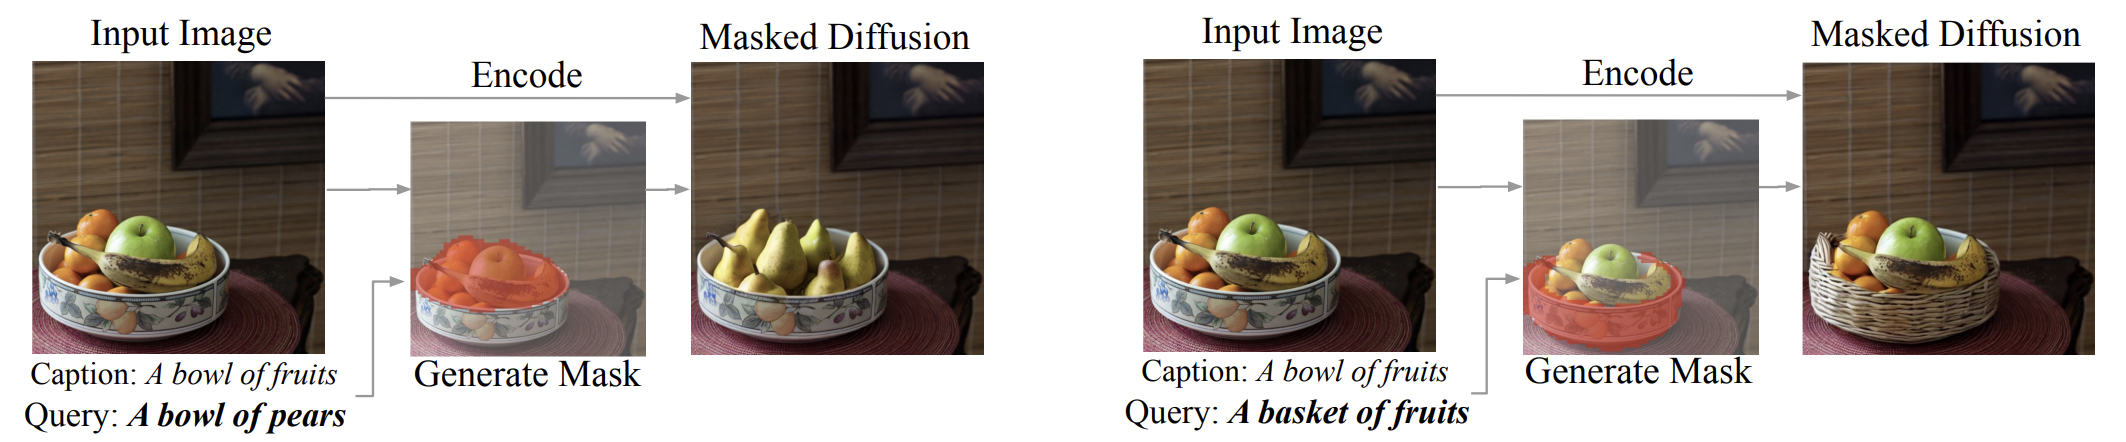 Input Image
Encode
Masked Diffusion
Generate Mask
Caption: A bowl of fruits
Query: A bowl of pears
Input Image
Encode
Masked Diffusion
Generate Mask
Caption: A bowl of fruits
Query: A basket of fruits